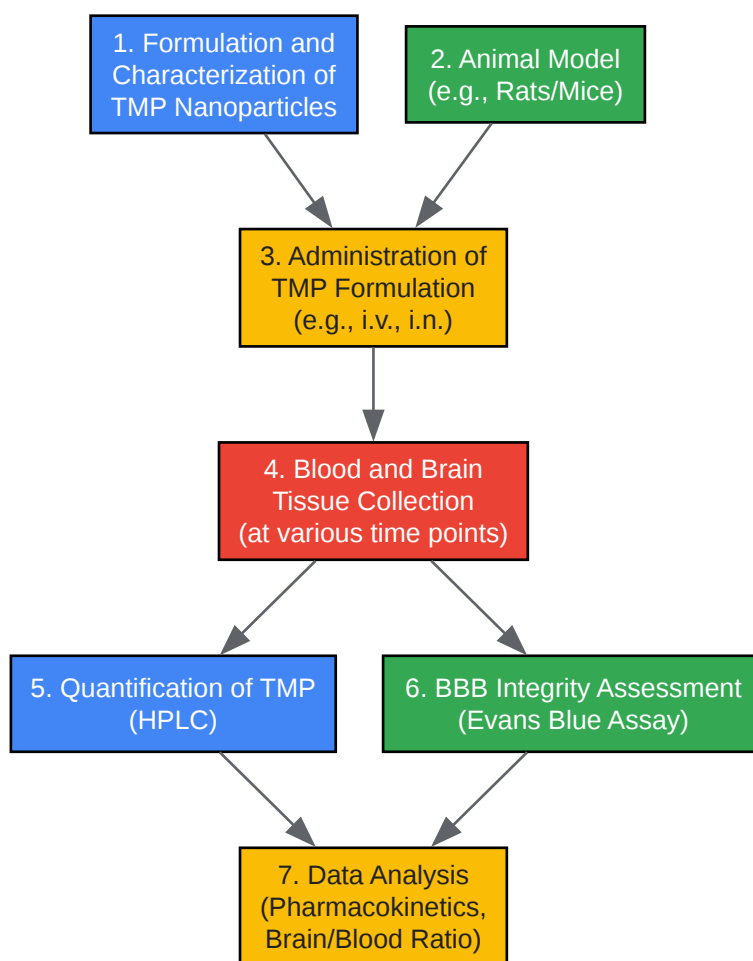 1. Formulation and
Characterization of
TMP Nanoparticles
2. Animal Model
(e.g., Rats/Mice)
3. Administration of
TMP Formulation
(e.g., i.v., i.n.)
4. Blood and Brain
Tissue Collection
(at various time points)
5. Quantification of TMP
(HPLC)
6. BBB Integrity Assessment
(Evans Blue Assay)
7. Data Analysis
(Pharmacokinetics,
Brain/Blood Ratio)